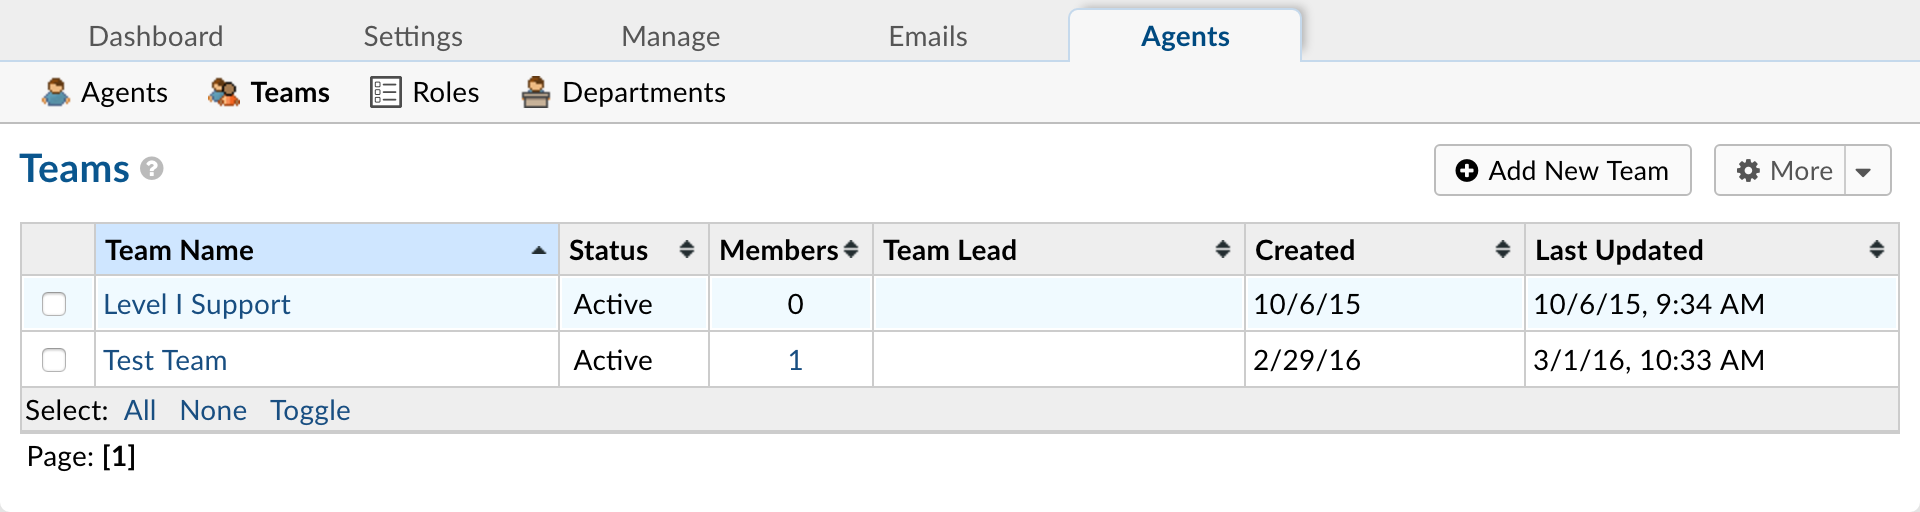 Dashboard Settings Manage Emails Agents
Agents Teams Roles Departments
Teams ?
Add New Team More
Team Name Status Members Team Lead Created Last Updated
Level I Support Active 0 10/6/15 10/6/15, 9:34 AM
Test Team Active 1 2/29/16 3/1/16, 10:33 AM
Select: All None Toggle
Page: [1]